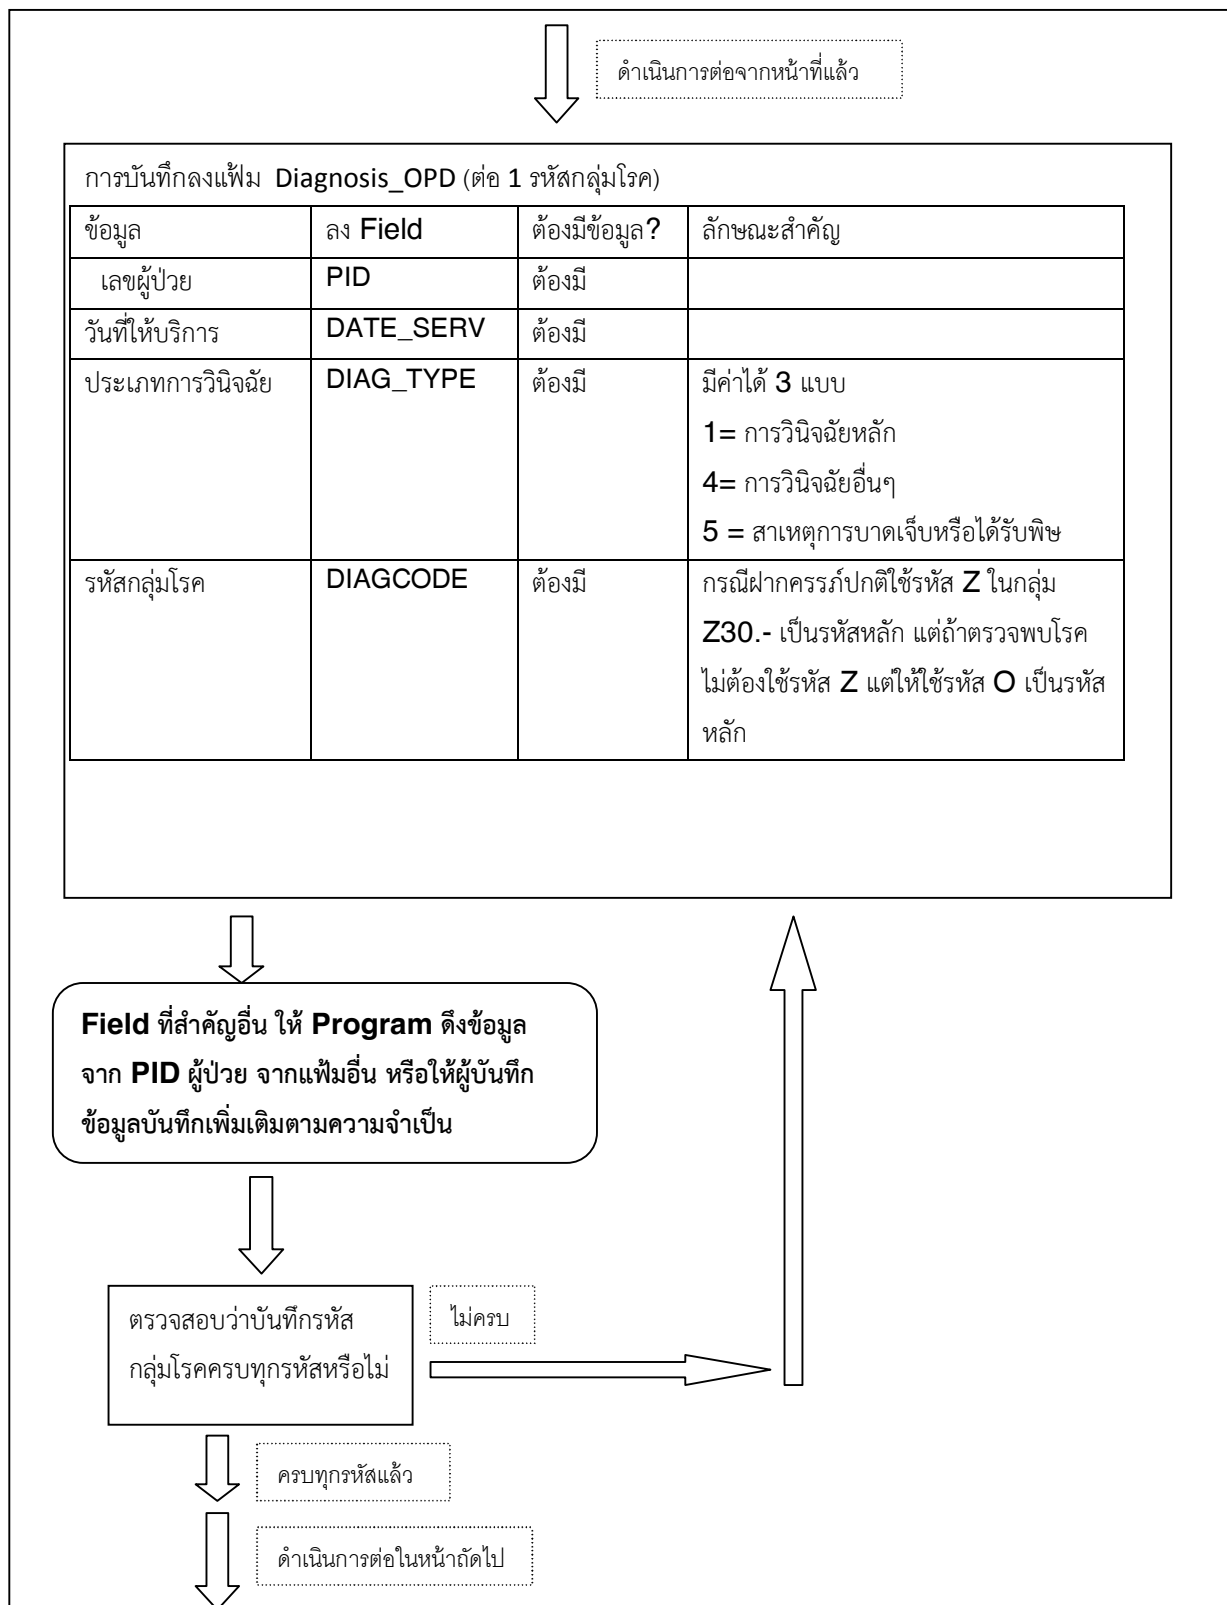 ดำเนินการต่อจากหน้าที่แล้ว
การบันทึกลงแฟ้ม Diagnosis_OPD (ต่อ 1 รหัสกลุ่มโรค)
ข้อมูล ลง Field ต้องมีข้อมูล? ลักษณะสำคัญ
เลขผู้ป่วย PID ต้องมี
วันที่ให้บริการ DATE_SERV ต้องมี
ประเภทการวินิจฉัย DIAG_TYPE ต้องมี มีค่าได้ 3 แบบ
1= การวินิจฉัยหลัก
4= การวินิจฉัยอื่นๆ
5 = สาเหตุการบาดเจ็บหรือได้รับพิษ
รหัสกลุ่มโรค DIAGCODE ต้องมี กรณีฝากครรภ์ปกติใช้รหัส Z ในกลุ่ม
Z30.- เป็นรหัสหลัก แต่ถ้าตรวจพบโรค
ไม่ต้องใช้รหัส Z แต่ให้ใช้รหัส O เป็นรหัส
หลัก
Field ที่สำคัญอื่น ให้ Program ดึงข้อมูล
จาก PID ผู้ป่วย จากแฟ้มอื่น หรือให้ผู้บันทึก
ข้อมูลบันทึกเพิ่มเติมตามความจำเป็น
ตรวจสอบว่าบันทึกรหัส
กลุ่มโรคครบทุกรหัสหรือไม่
ไม่ครบ
ครบทุกรหัสแล้ว
ดำเนินการต่อในหน้าถัดไป